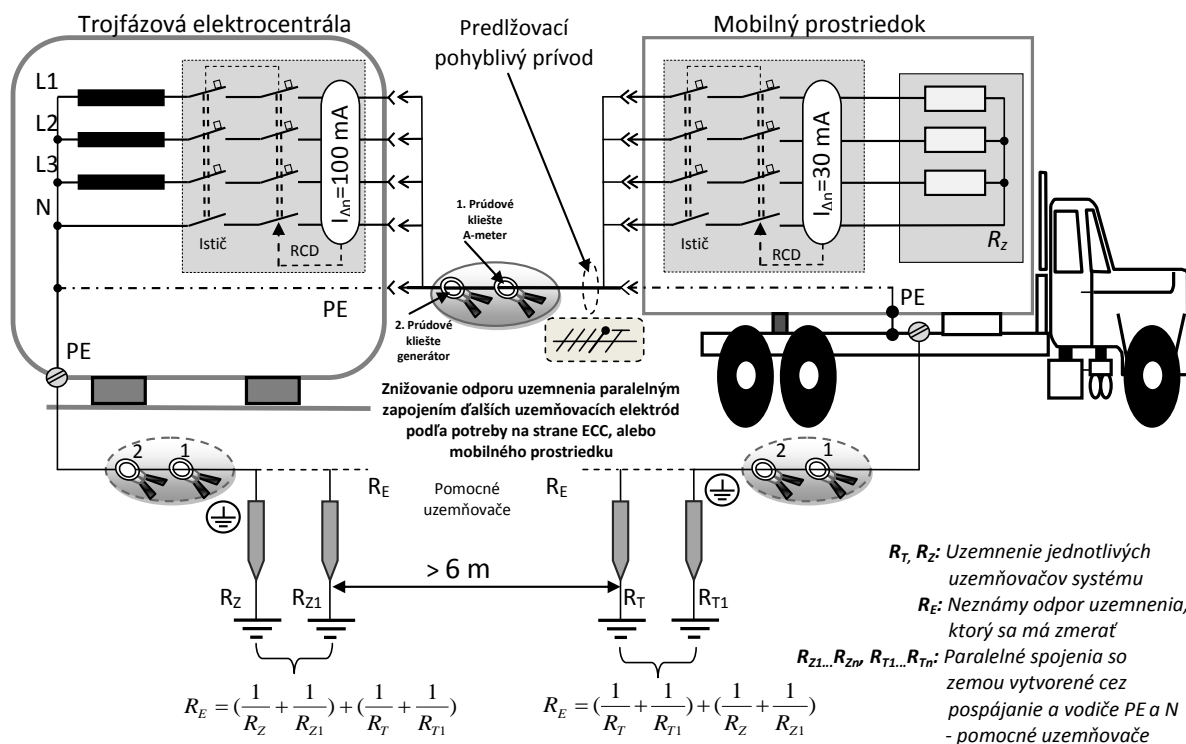 Trojfázová elektrocentrála
Predlžovací
pohyblivý prívod
Mobilný prostriedok
L1
L2
L3
N
Istič
RCD
I∆n=100 mA
PE
PE
1. Prúdové
kliešte
A-meter
2. Prúdové
kliešte
generátor
Istič
RCD
I∆n=30 mA
Rz
PE
Znižovanie odporu uzemnenia paralelným
zapojením ďalších uzemňovacích elektród
podľa potreby na strane ECC, alebo
mobilného prostriedku
2 1
2 1
RE
Pomocné
uzemňovače
RE
> 6 m
RZ
RZ1
RT
RT1
RE = (1/RZ + 1/RZ1) + (1/RT + 1/RT1)
RE = (1/RT + 1/RT1) + (1/RZ + 1/RZ1)
RT, RZ: Uzemnenie jednotlivých
uzemňovačov systému
RE: Neznámy odpor uzemnenia,
ktorý sa má zmerať
RZ1...RZn, RT1...RTn: Paralelné spojenia so
zemou vytvorené cez
pospájanie a vodiče PE a N
- pomocné uzemňovače